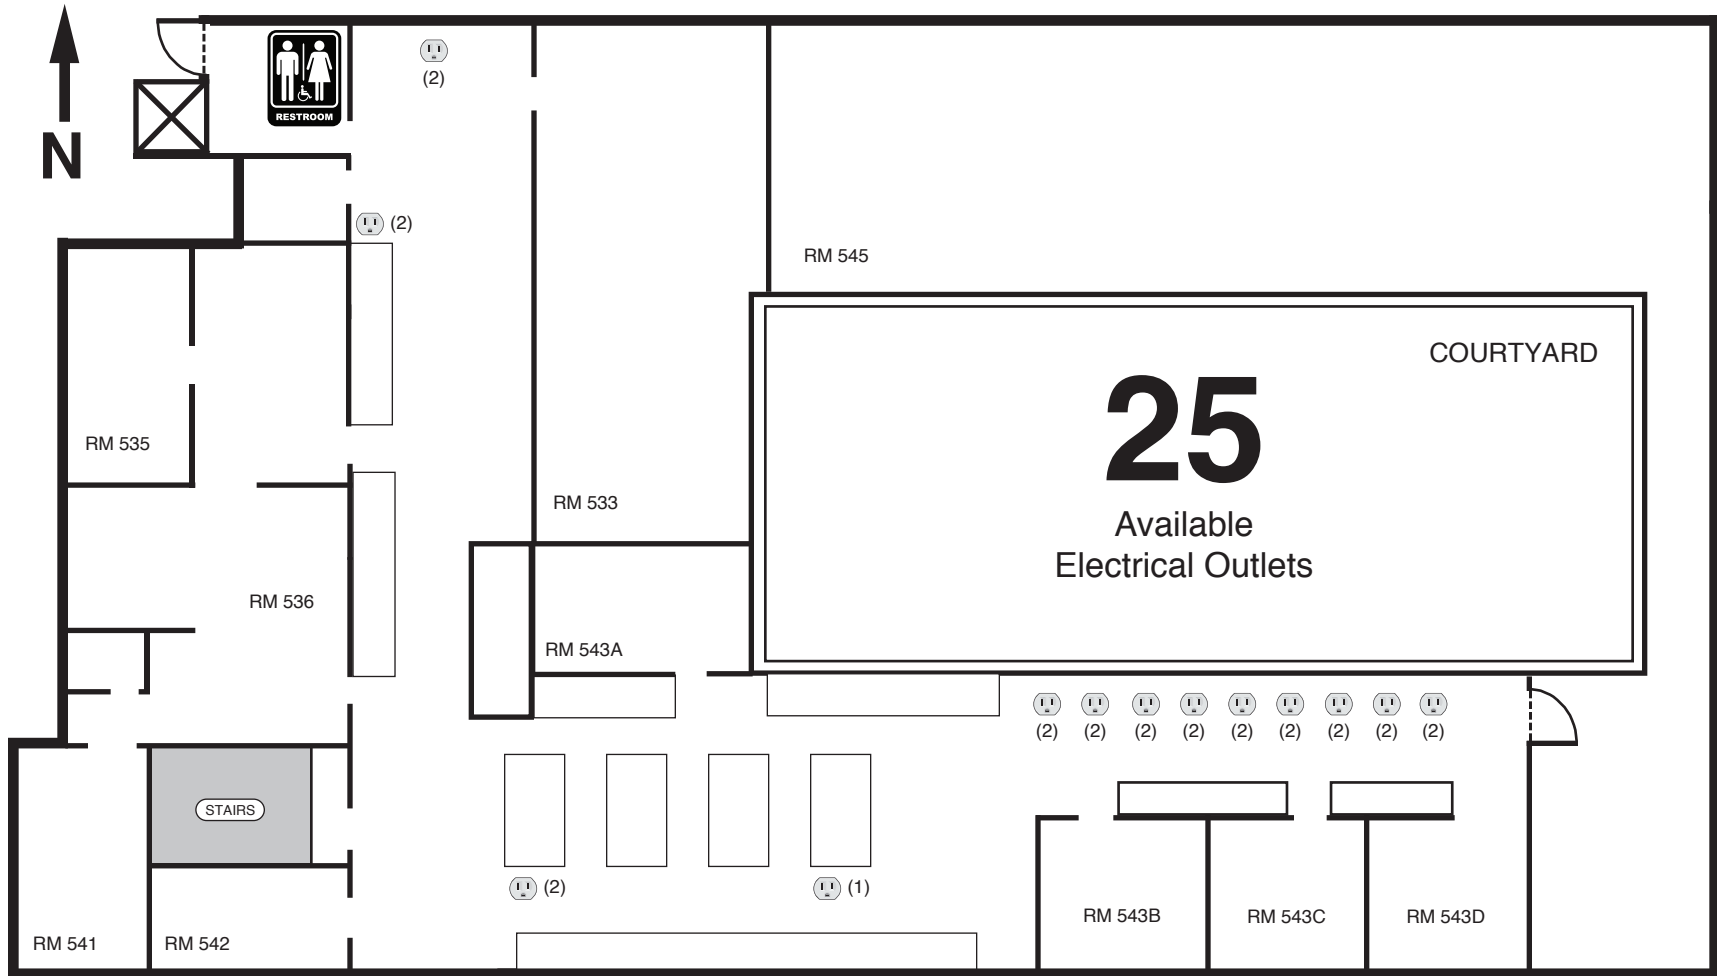 N
RESTROOM
(2)
(2)
RM 545
COURTYARD
25
Available
Electrical Outlets
RM 535
RM 533
RM 536
RM 543A
(2) (2) (2) (2) (2) (2) (2) (2) (2)
STAIRS
(2)
(1)
RM 543B
RM 543C
RM 543D
RM 541
RM 542